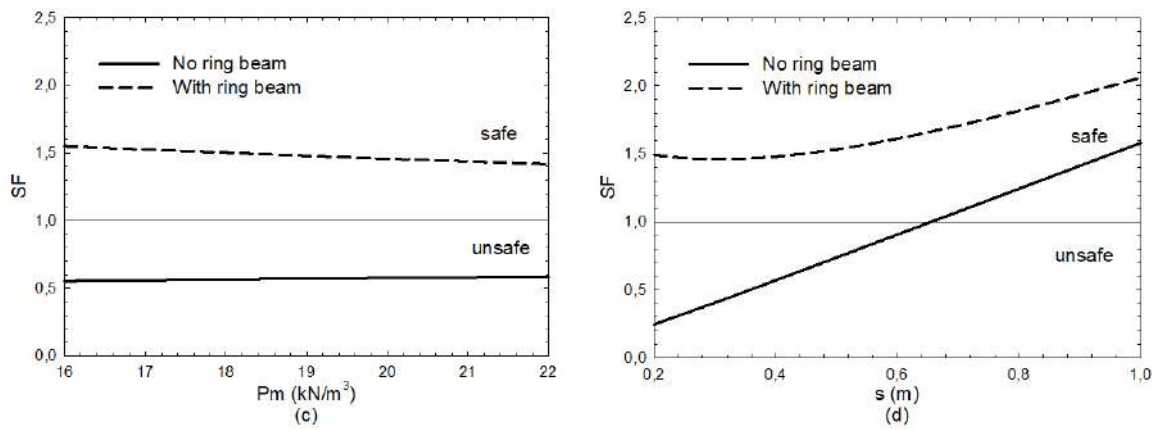 2,5
2,0
1,5
1,0
0,5
0,0
SF
No ring beam
With ring beam
safe
unsafe
16 17 18 19 20 21 22
Pm (kN/m³)
(c)
2,5
2,0
1,5
1,0
0,5
0,0
SF
No ring beam
With ring beam
safe
unsafe
0,2 0,4 0,6 0,8 1,0
s (m)
(d)